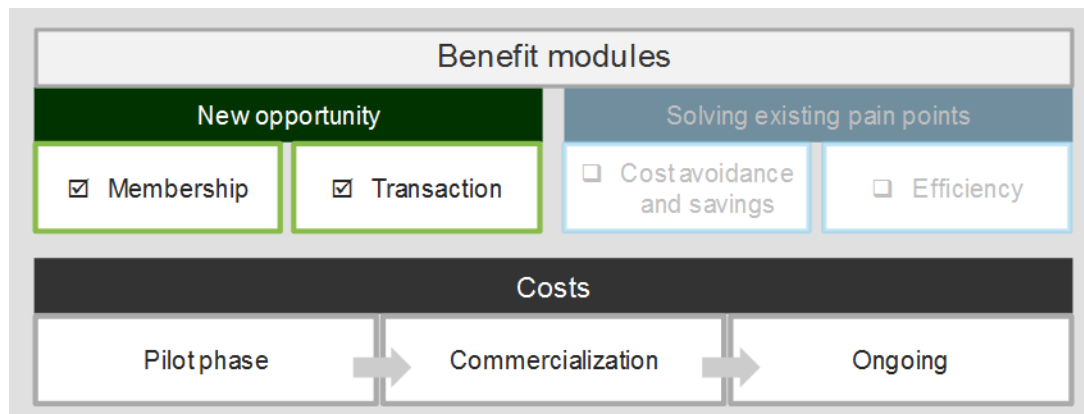 Benefit modules
New opportunity
Solving existing pain points
☑ Membership
☑ Transaction
❑ Cost avoidance
and savings
❑ Efficiency
Costs
Pilot phase
Commercialization
Ongoing